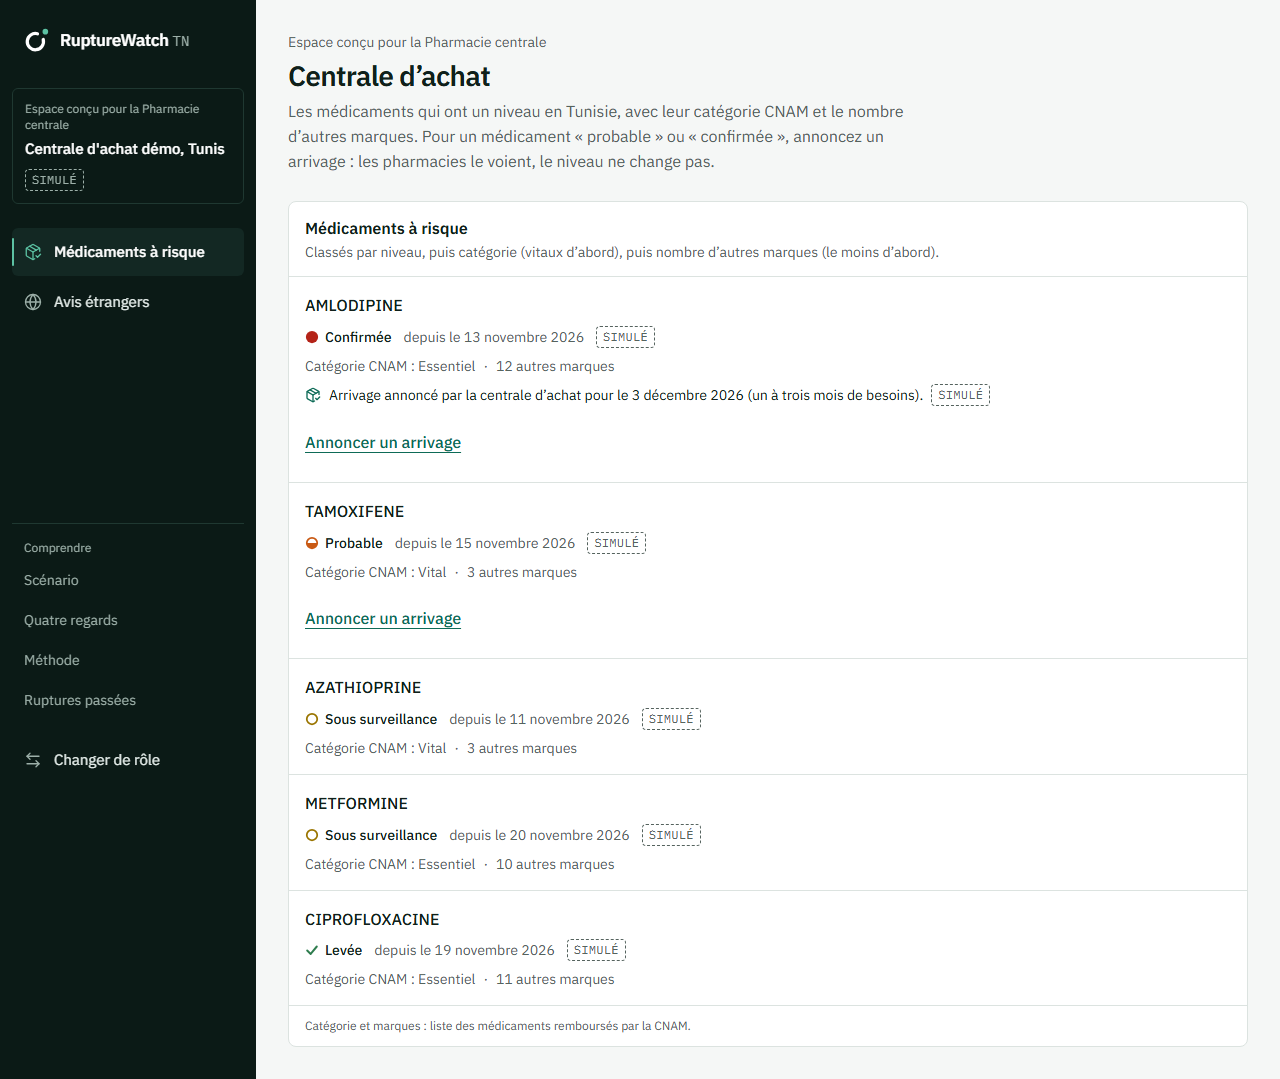 RuptureWatch TN
Espace conçu pour la Pharmacie
centrale
Centrale d'achat démo, Tunis
SIMULÉ
Médicaments à risque
Avis étrangers
Comprendre
Scénario
Quatre regards
Méthode
Ruptures passées
Changer de rôle
Espace conçu pour la Pharmacie centrale
Centrale d’achat
Les médicaments qui ont un niveau en Tunisie, avec leur catégorie CNAM et le nombre
d’autres marques. Pour un médicament « probable » ou « confirmée », annoncez un
arrivage : les pharmacies le voient, le niveau ne change pas.
Médicaments à risque
Classés par niveau, puis catégorie (vitaux d’abord), puis nombre d’autres marques (le moins d’abord).
AMLODIPINE
Confirmée depuis le 13 novembre 2026 SIMULÉ
Catégorie CNAM : Essentiel · 12 autres marques
Arrivage annoncé par la centrale d’achat pour le 3 décembre 2026 (un à trois mois de besoins). SIMULÉ
Annoncer un arrivage
TAMOXIFENE
Probable depuis le 15 novembre 2026 SIMULÉ
Catégorie CNAM : Vital · 3 autres marques
Annoncer un arrivage
AZATHIOPRINE
Sous surveillance depuis le 11 novembre 2026 SIMULÉ
Catégorie CNAM : Vital · 3 autres marques
METFORMINE
Sous surveillance depuis le 20 novembre 2026 SIMULÉ
Catégorie CNAM : Essentiel · 10 autres marques
CIPROFLOXACINE
Levée depuis le 19 novembre 2026 SIMULÉ
Catégorie CNAM : Essentiel · 11 autres marques
Catégorie et marques : liste des médicaments remboursés par la CNAM.